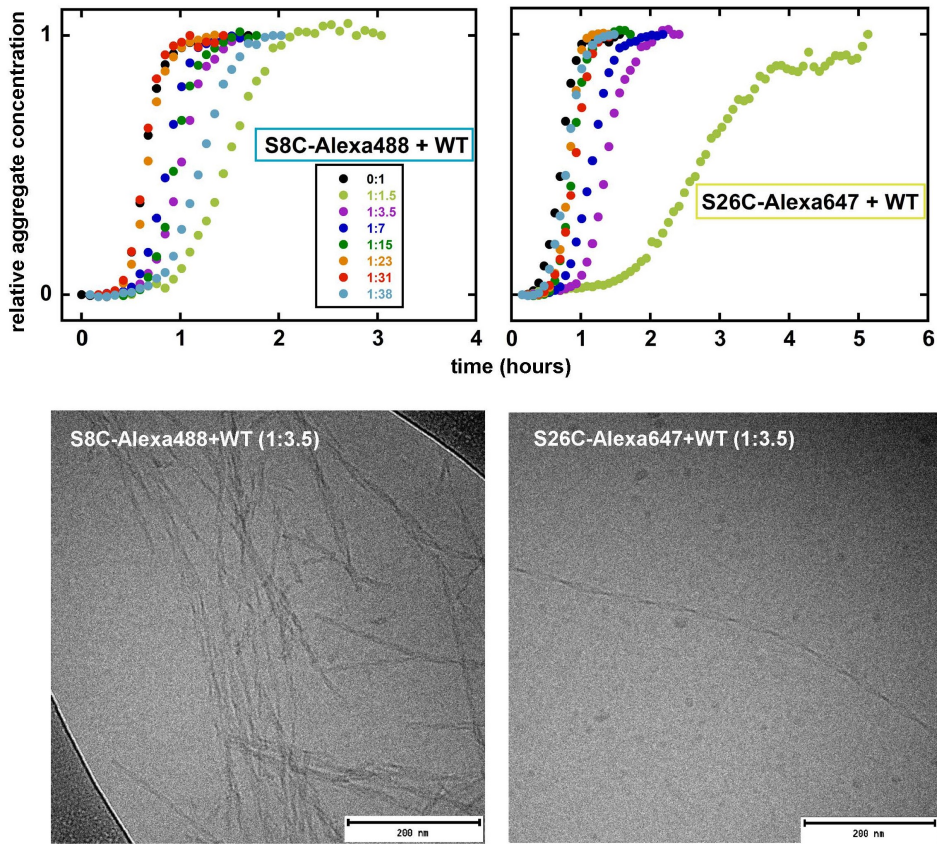 relative aggregate concentration
1
0
S8C-Alexa488 + WT
0:1
1:1.5
1:3.5
1:7
1:15
1:23
1:31
1:38
0
1
2
3
4
S26C-Alexa647 + WT
0
1
2
3
4
5
6
time (hours)
S8C-Alexa488+WT (1:3.5)
200 nm
S26C-Alexa647+WT (1:3.5)
200 nm